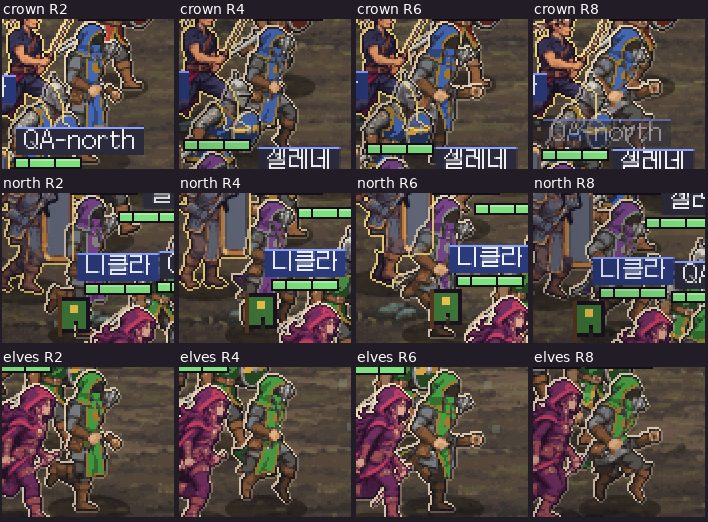 crown R2
crown R4
crown R6
crown R8
QA-north
셀레네
셀레네
QA-north
셀레네
north R2
north R4
north R6
north R8
니클라
니클라
니클라
니클라
QA
elves R2
elves R4
elves R6
elves R8